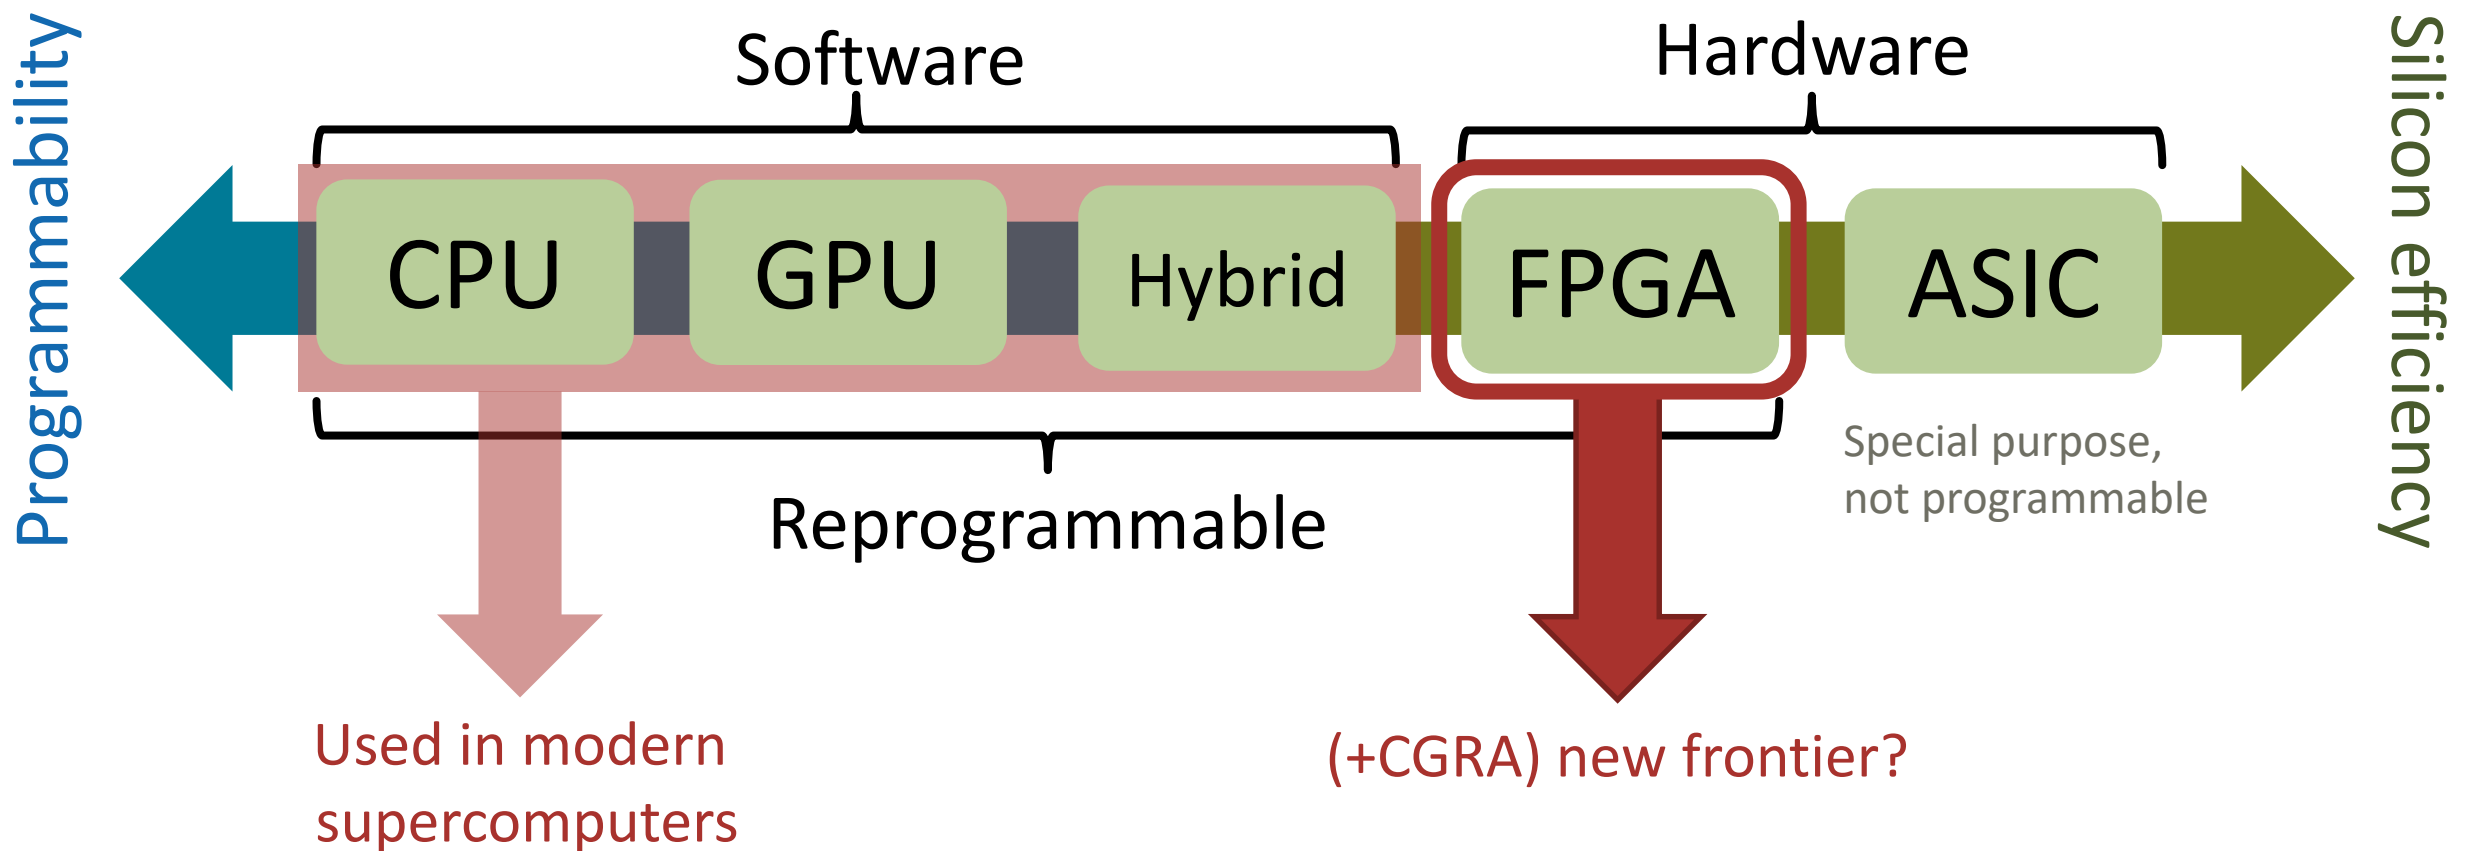 Programmability
Software
Hardware
Silicon efficiency
CPU
GPU
Hybrid
FPGA
ASIC
Special purpose,
not programmable
Reprogrammable
Used in modern
supercomputers
(+CGRA) new frontier?